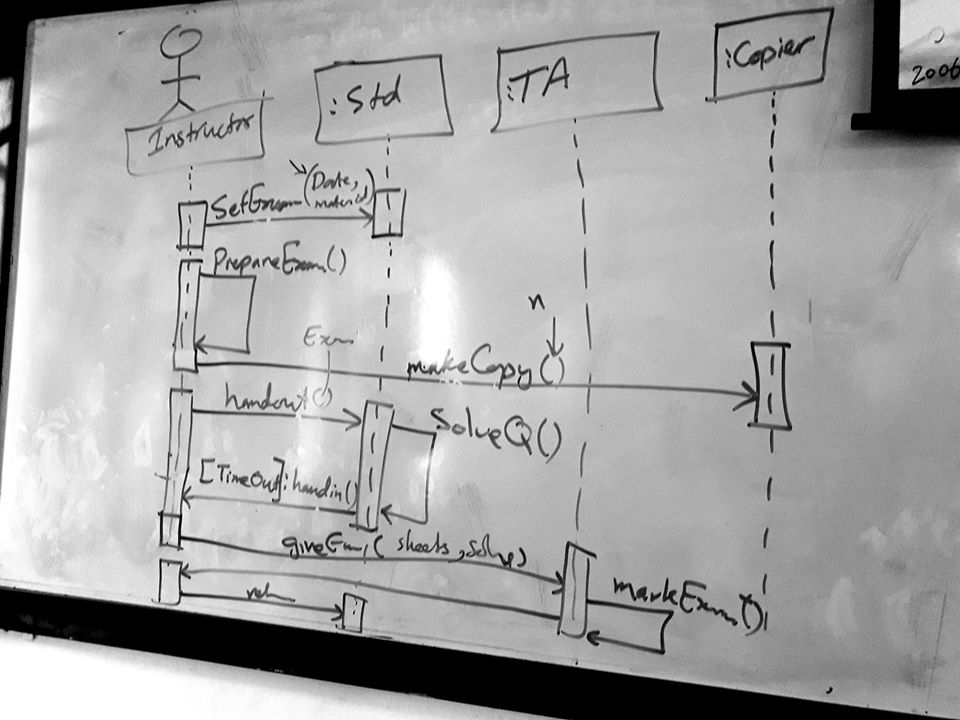 Instructor
:Std
:TA
:Copier
2006
SetExam (Date,
material)
PrepareExam()
n
Exam
makeCopy()
handout()
SolveQ()
[TimeOut]:handin()
giveExam(sheets, Solve)
markExam()